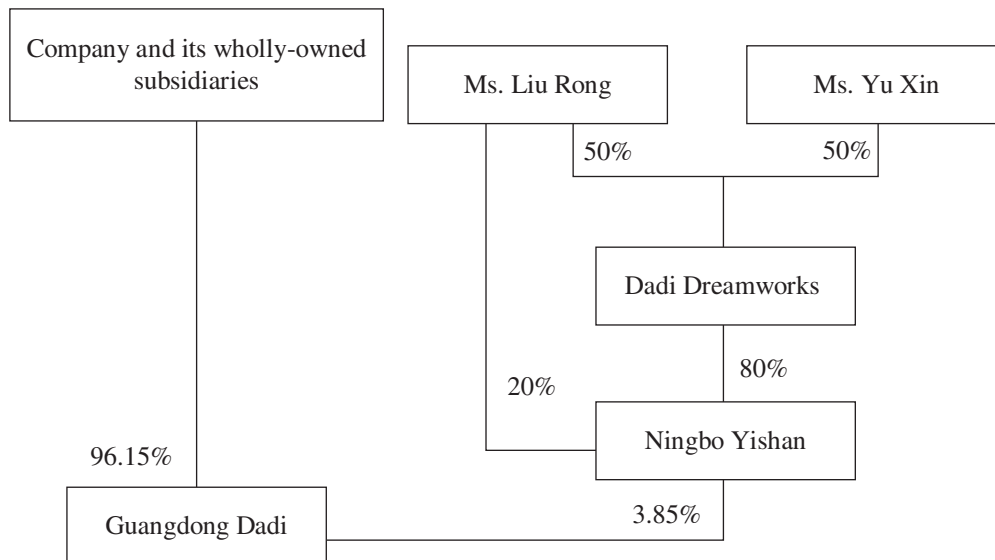 Company and its wholly-owned
subsidiaries
Ms. Liu Rong
Ms. Yu Xin
50%
50%
Dadi Dreamworks
80%
20%
Ningbo Yishan
96.15%
3.85%
Guangdong Dadi